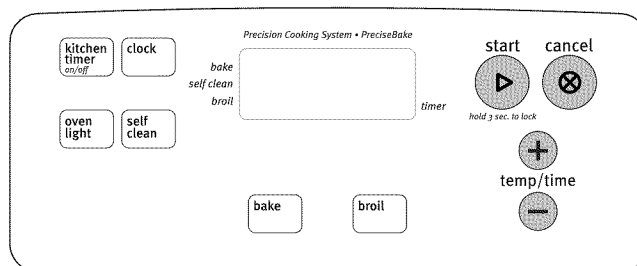 Precision Cooking System • PreciseBake
kitchen
timer
on/off
clock
oven
light
self
clean
bake
self clean
broil
timer
start
cancel
hold 3 sec. to lock
temp/time
bake
broil